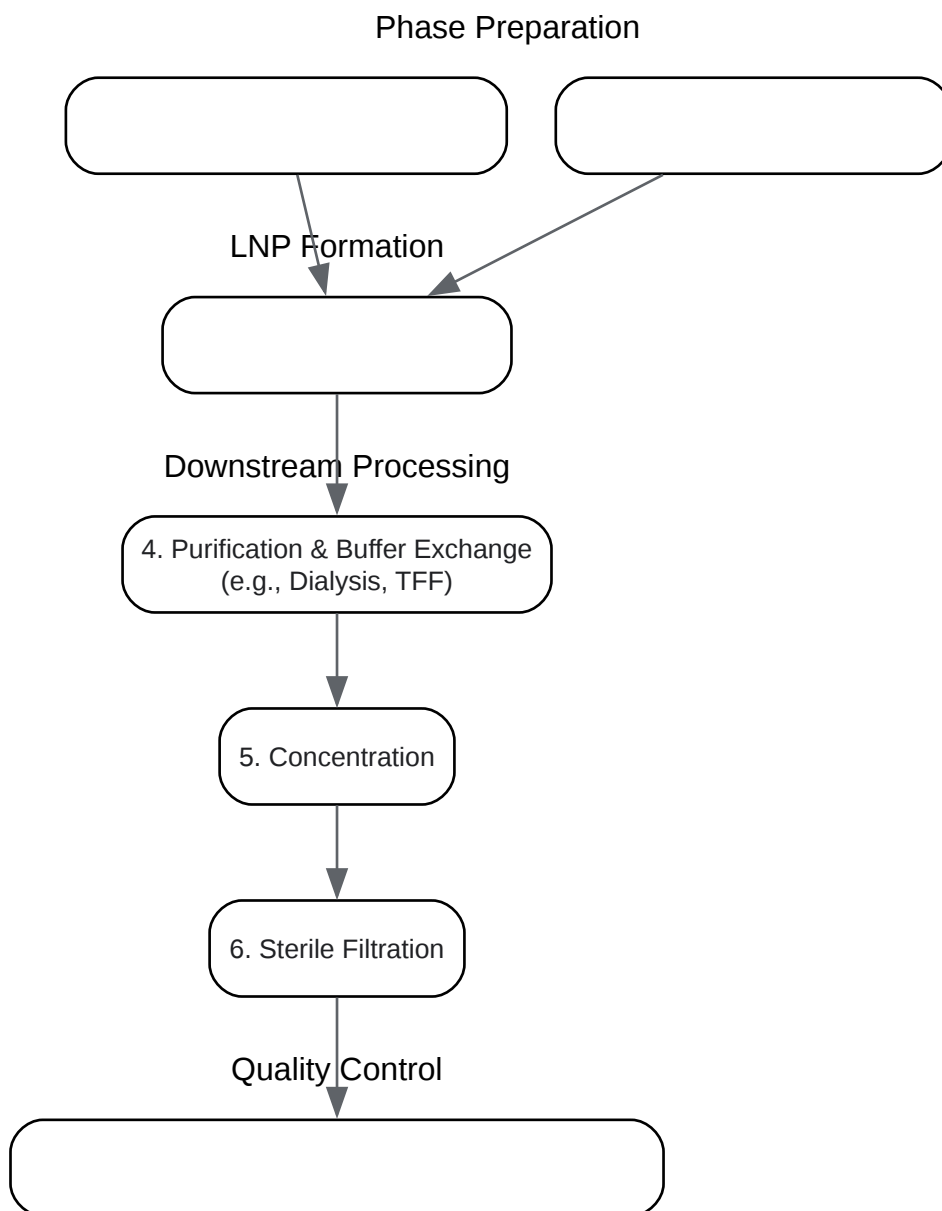 Phase Preparation
LNP Formation
Downstream Processing
4. Purification & Buffer Exchange
(e.g., Dialysis, TFF)
5. Concentration
6. Sterile Filtration
Quality Control